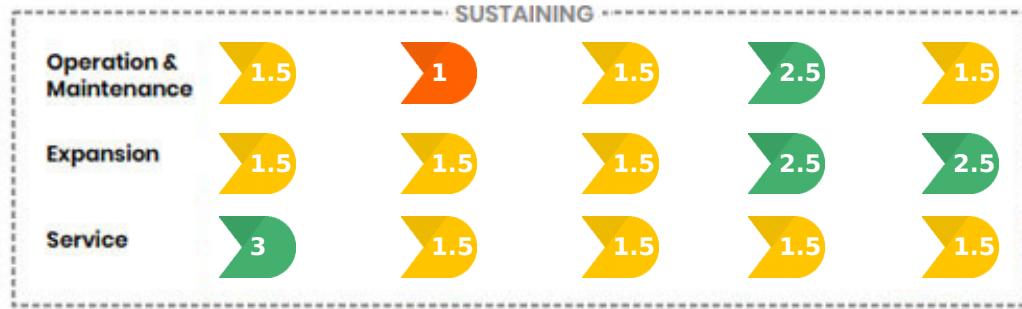 SUSTAINING
Operation &
Maintenance
1.5 1 1.5 2.5 1.5
Expansion
1.5 1.5 1.5 2.5 2.5
Service
3 1.5 1.5 1.5 1.5